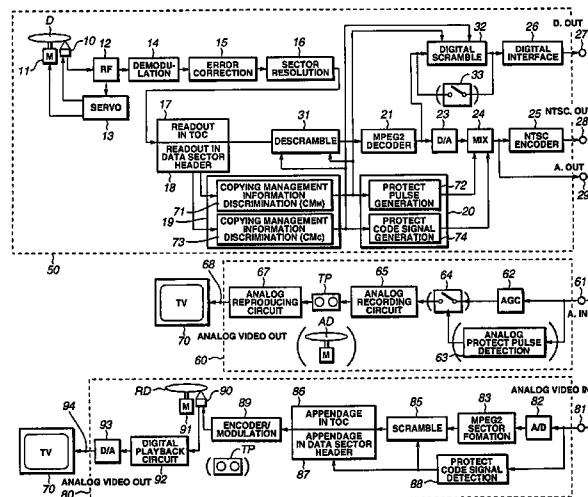 D
10
M
11
12
RF
SERVO
13
14
DEMODU-
LATION
15
ERROR
CORRECTION
16
SECTOR
RESOLUTION
17
READOUT
IN TOC
READOUT IN
DATA SECTOR
HEADER
18
31
DESCRAMBLE
21
MPEG2
DECODER
23
D/A
24
MIX
25
NTSC
ENCODER
32
DIGITAL
SCRAMBLE
33
26
DIGITAL
INTERFACE
D. OUT
27
NTSC. OUT
28
A. OUT
29
71
COPYING MANAGEMENT
INFORMATION
DISCRIMINATION (CMM)
19
COPYING MANAGEMENT
INFORMATION
DISCRIMINATION (CMC)
73
PROTECT
PULSE
GENERATION
72
20
PROTECT
CODE SIGNAL
GENERATION
74
50
TV
70
68
ANALOG VIDEO OUT
67
ANALOG
REPRODUCING
CIRCUIT
60
TP
AD
M
65
ANALOG
RECORDING
CIRCUIT
64
62
AGC
61
A. IN
ANALOG
PROTECT PULSE
DETECTION
63
TV
70
94
ANALOG VIDEO OUT
80
93
D/A
DIGITAL
PLAYBACK
CIRCUIT
92
RD
90
M
91
89
ENCODER/
MODULATION
TP
86
APPENDAGE
IN TOC
APPENDAGE
IN DATA SECTOR
HEADER
87
85
SCRAMBLE
83
MPEG2
SECTOR
FOMATION
82
A/D
ANALOG VIDEO IN
81
PROTECT
CODE SIGNAL
DETECTION
88